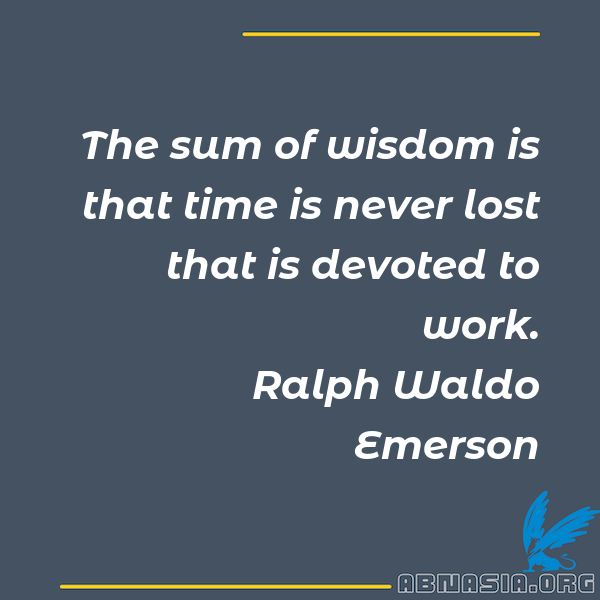 The sum of wisdom is
that time is never lost
that is devoted to
work.
Ralph Waldo
Emerson
ABNASIA.ORG